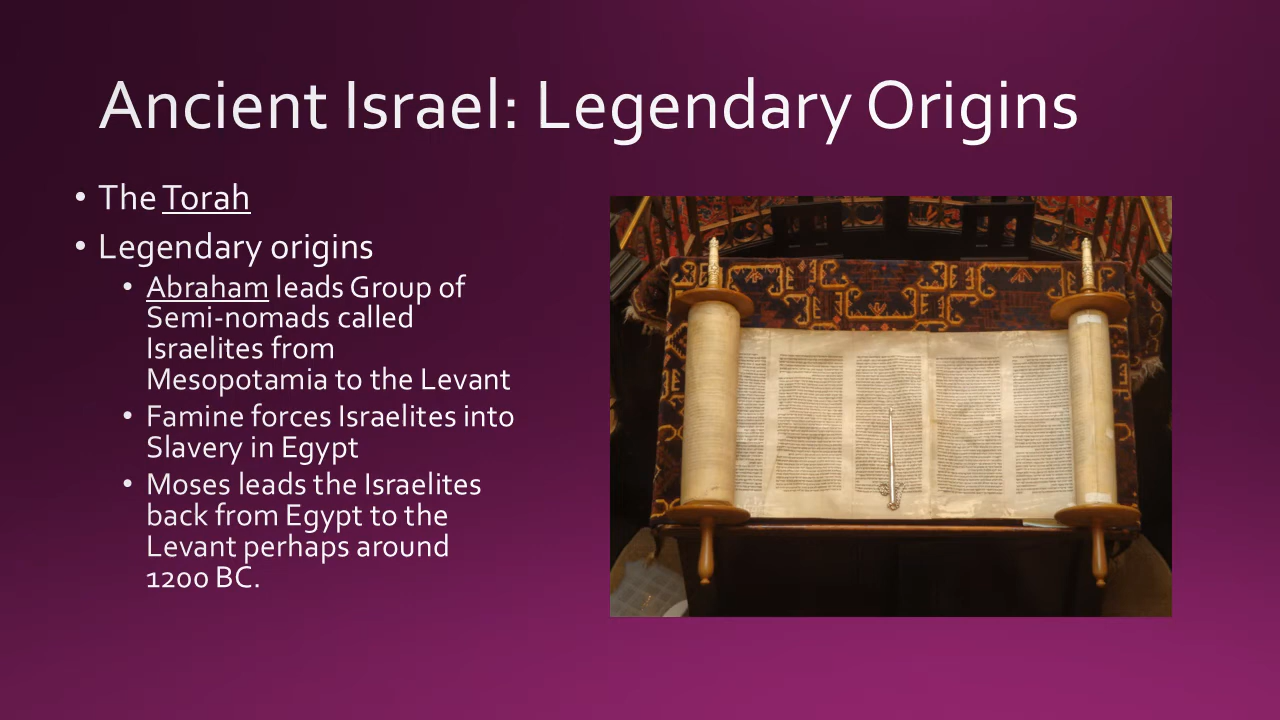 Ancient Israel: Legendary Origins
• The Torah
• Legendary origins
• Abraham leads Group of
Semi-nomads called
Israelites from
Mesopotamia to the Levant
• Famine forces Israelites into
Slavery in Egypt
• Moses leads the Israelites
back from Egypt to the
Levant perhaps around
1200 BC.